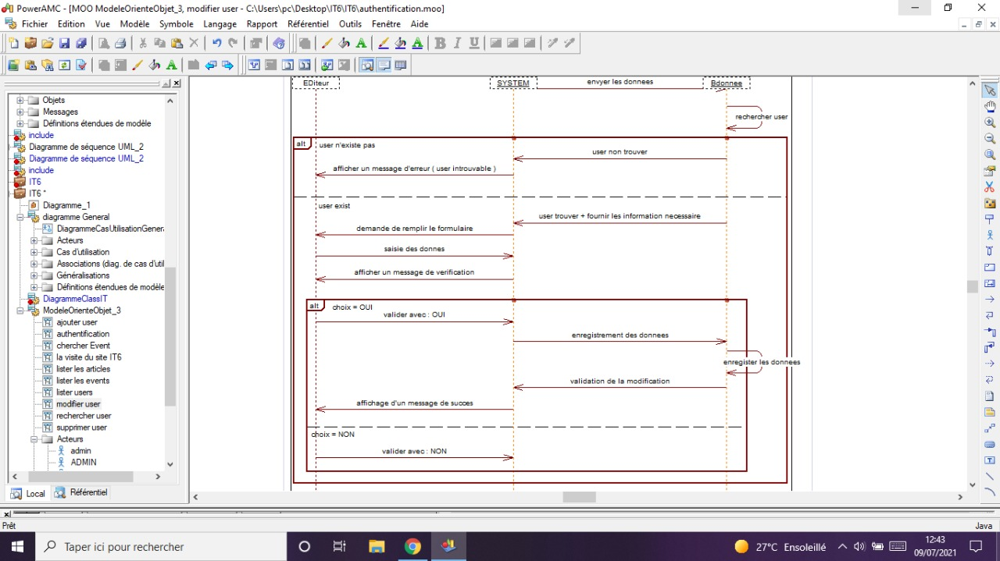 PowerAMC - [MOO ModeleOrienteObjet_3, modifier user - C:\Users\pc\Desktop\IT6\IT6\authentification.moo]
Fichier Edition Vue Modèle Symbole Langage Rapport Référentiel Outils Fenêtre Aide
Objets
Messages
Définitions étendues de modèle
include
Diagramme de séquence UML_2
Diagramme de séquence UML_2
include
IT6
IT6 *
Diagramme_1
diagramme General
DiagrammeCasUtilisationGener
Acteurs
Cas d'utilisation
Associations (diag. de cas d'util
Généralisations
Définitions étendues de modèle
DiagrammeClassIT
ModeleOrienteObjet_3
ajouter user
authentification
chercher Event
la visite du site IT6
lister les articles
lister les events
lister users
modifier user
rechercher user
supprimer user
Acteurs
admin
ADMIN
Local Référentiel
EDiteur SYSTEM envyer les donnees Bdonnee
rechercher user
alt user n'existe pas
user non trouver
afficher un message d'erreur ( user introuvable )
user exist
user trouver + fournir les information necessaire
demande de remplir le formulaire
saisie des donnes
afficher un message de verification
alt choix = OUI
valider avec : OUI
enregistrement des donnees
enregister les donnees
validation de la modification
affichage d'un message de succes
choix = NON
valider avec : NON
Prêt Java
Taper ici pour rechercher
27°C Ensoleillé
12:43
09/07/2021